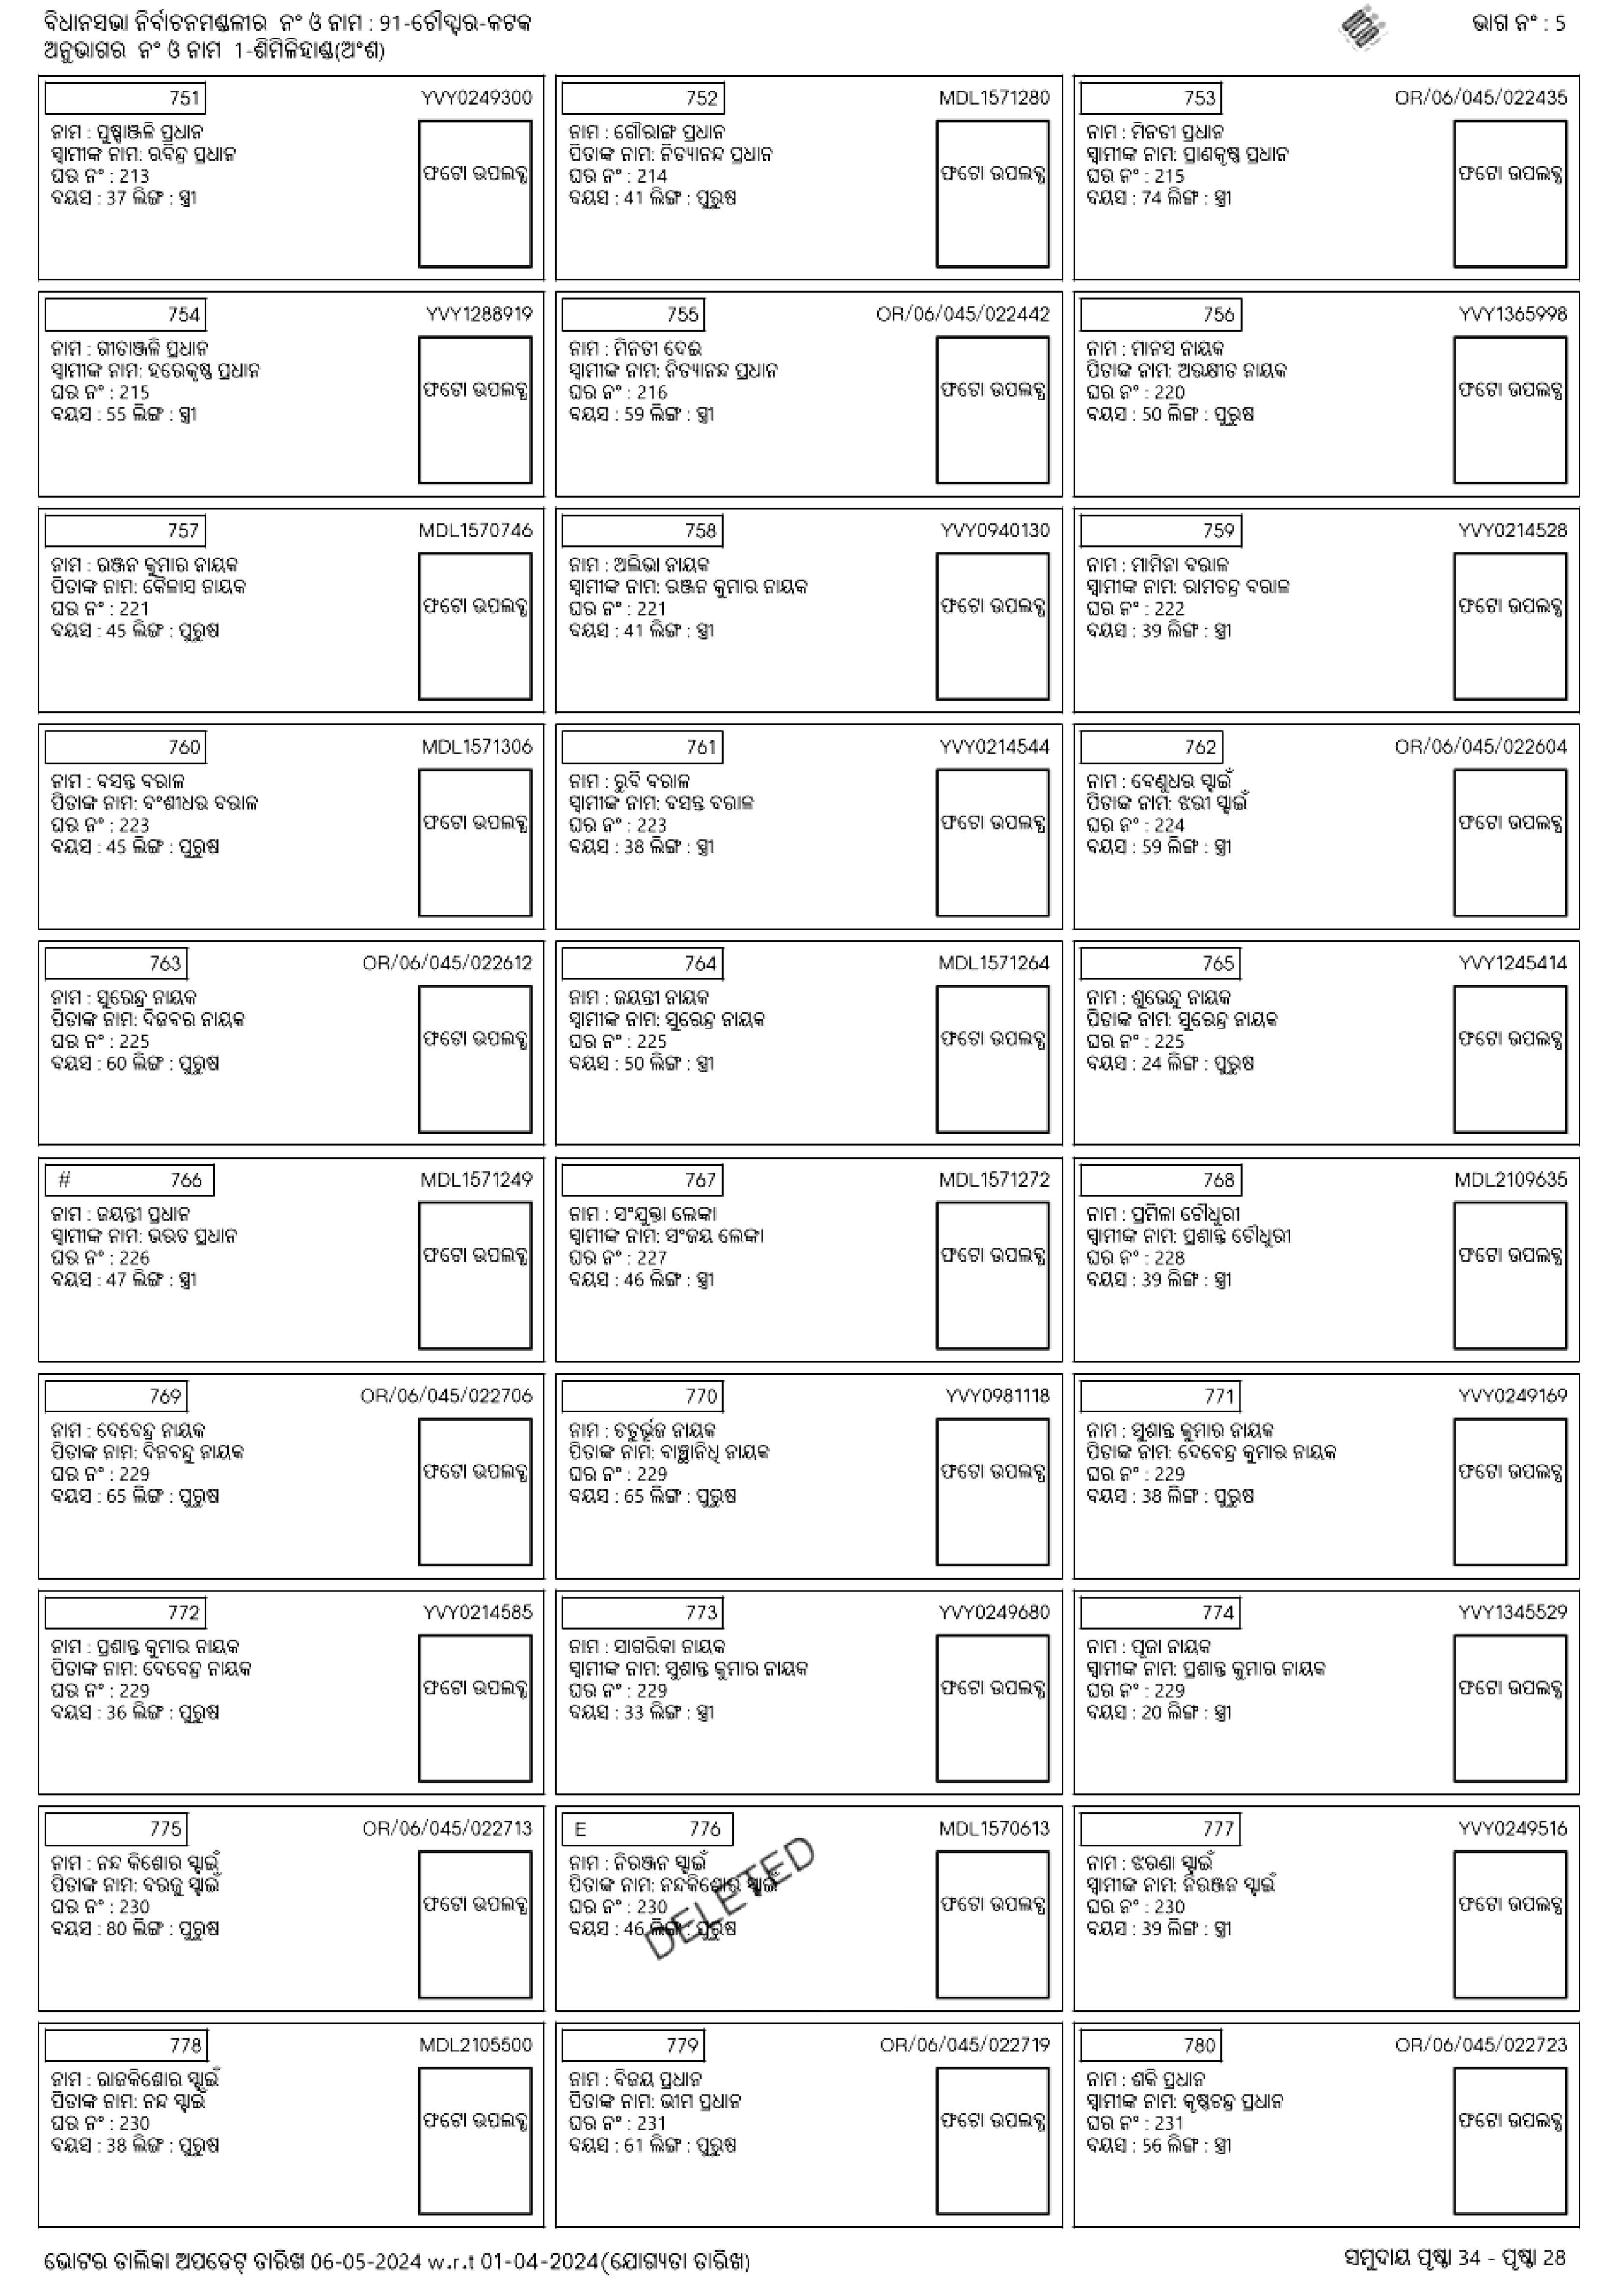 ବିଧାନସଭା ନିର୍ବାଚନମଣ୍ଡଳୀର ନଂ ଓ ନାମ : 91-ଚୌଦ୍ୱାର-କଟକ
ଅନୁଭାଗର ନଂ ଓ ନାମ 1-ଶିମିଳିହାଣ୍ଡା(ଅଂଶ)
ଭାଗ ନଂ : 5
751 YVY0249300
ନାମ : ପୁଷ୍ପାଞ୍ଜଳି ପ୍ରଧାନ
ସ୍ୱାମୀଙ୍କ ନାମ: ରବିନ୍ଦ୍ର ପ୍ରଧାନ
ଘର ନଂ : 213
ବୟସ : 37 ଲିଙ୍ଗ : ସ୍ତ୍ରୀ
ଫଟୋ ଉପଲବ୍ଧ
752 MDL1571280
ନାମ : ଗୌରାଙ୍ଗ ପ୍ରଧାନ
ପିତାଙ୍କ ନାମ: ନିତ୍ୟାନନ୍ଦ ପ୍ରଧାନ
ଘର ନଂ : 214
ବୟସ : 41 ଲିଙ୍ଗ : ପୁରୁଷ
ଫଟୋ ଉପଲବ୍ଧ
753 OR/06/045/022435
ନାମ : ମିନତୀ ପ୍ରଧାନ
ସ୍ୱାମୀଙ୍କ ନାମ: ପ୍ରାଣକୃଷ୍ଣ ପ୍ରଧାନ
ଘର ନଂ : 215
ବୟସ : 74 ଲିଙ୍ଗ : ସ୍ତ୍ରୀ
ଫଟୋ ଉପଲବ୍ଧ
754 YVY1288919
ନାମ : ଗୀତାଞ୍ଜଳି ପ୍ରଧାନ
ସ୍ୱାମୀଙ୍କ ନାମ: ହରେକୃଷ୍ଣ ପ୍ରଧାନ
ଘର ନଂ : 215
ବୟସ : 55 ଲିଙ୍ଗ : ସ୍ତ୍ରୀ
ଫଟୋ ଉପଲବ୍ଧ
755 OR/06/045/022442
ନାମ : ମିନତୀ ଦେଈ
ସ୍ୱାମୀଙ୍କ ନାମ: ନିତ୍ୟାନନ୍ଦ ପ୍ରଧାନ
ଘର ନଂ : 216
ବୟସ : 59 ଲିଙ୍ଗ : ସ୍ତ୍ରୀ
ଫଟୋ ଉପଲବ୍ଧ
756 YVY1365998
ନାମ : ମାନସ ନାୟକ
ପିତାଙ୍କ ନାମ: ଅରକ୍ଷୀତ ନାୟକ
ଘର ନଂ : 220
ବୟସ : 50 ଲିଙ୍ଗ : ପୁରୁଷ
ଫଟୋ ଉପଲବ୍ଧ
757 MDL1570746
ନାମ : ରଞ୍ଜନ କୁମାର ନାୟକ
ପିତାଙ୍କ ନାମ: କୈଳାସ ନାୟକ
ଘର ନଂ : 221
ବୟସ : 45 ଲିଙ୍ଗ : ପୁରୁଷ
ଫଟୋ ଉପଲବ୍ଧ
758 YVY0940130
ନାମ : ଅଲିଭା ନାୟକ
ସ୍ୱାମୀଙ୍କ ନାମ: ରଞ୍ଜନ କୁମାର ନାୟକ
ଘର ନଂ : 221
ବୟସ : 41 ଲିଙ୍ଗ : ସ୍ତ୍ରୀ
ଫଟୋ ଉପଲବ୍ଧ
759 YVY0214528
ନାମ : ମାମିନା ବରାଳ
ସ୍ୱାମୀଙ୍କ ନାମ: ରାମଚନ୍ଦ୍ର ବରାଳ
ଘର ନଂ : 222
ବୟସ : 39 ଲିଙ୍ଗ : ସ୍ତ୍ରୀ
ଫଟୋ ଉପଲବ୍ଧ
760 MDL1571306
ନାମ : ବସନ୍ତ ବରାଳ
ପିତାଙ୍କ ନାମ: ବଂଶୀଧର ବରାଳ
ଘର ନଂ : 223
ବୟସ : 45 ଲିଙ୍ଗ : ପୁରୁଷ
ଫଟୋ ଉପଲବ୍ଧ
761 YVY0214544
ନାମ : ରୁବି ବରାଳ
ସ୍ୱାମୀଙ୍କ ନାମ: ବସନ୍ତ ବରାଳ
ଘର ନଂ : 223
ବୟସ : 38 ଲିଙ୍ଗ : ସ୍ତ୍ରୀ
ଫଟୋ ଉପଲବ୍ଧ
762 OR/06/045/022604
ନାମ : ବେଣୁଧର ସ୍ୱାଇଁ
ପିତାଙ୍କ ନାମ: ଝରୀ ସ୍ୱାଇଁ
ଘର ନଂ : 224
ବୟସ : 59 ଲିଙ୍ଗ : ସ୍ତ୍ରୀ
ଫଟୋ ଉପଲବ୍ଧ
763 OR/06/045/022612
ନାମ : ସୁରେନ୍ଦ୍ର ନାୟକ
ପିତାଙ୍କ ନାମ: ଦିଜବର ନାୟକ
ଘର ନଂ : 225
ବୟସ : 60 ଲିଙ୍ଗ : ପୁରୁଷ
ଫଟୋ ଉପଲବ୍ଧ
764 MDL1571264
ନାମ : ଜୟନ୍ତୀ ନାୟକ
ସ୍ୱାମୀଙ୍କ ନାମ: ସୁରେନ୍ଦ୍ର ନାୟକ
ଘର ନଂ : 225
ବୟସ : 50 ଲିଙ୍ଗ : ସ୍ତ୍ରୀ
ଫଟୋ ଉପଲବ୍ଧ
765 YVY1245414
ନାମ : ଶୁଭେନ୍ଦୁ ନାୟକ
ପିତାଙ୍କ ନାମ: ସୁରେନ୍ଦ୍ର ନାୟକ
ଘର ନଂ : 225
ବୟସ : 24 ଲିଙ୍ଗ : ପୁରୁଷ
ଫଟୋ ଉପଲବ୍ଧ
# 766 MDL1571249
ନାମ : ଜୟନ୍ତୀ ପ୍ରଧାନ
ସ୍ୱାମୀଙ୍କ ନାମ: ଭରତ ପ୍ରଧାନ
ଘର ନଂ : 226
ବୟସ : 47 ଲିଙ୍ଗ : ସ୍ତ୍ରୀ
ଫଟୋ ଉପଲବ୍ଧ
767 MDL1571272
ନାମ : ସଂଯୁକ୍ତା ଲେଙ୍କା
ସ୍ୱାମୀଙ୍କ ନାମ: ସଂଜୟ ଲେଙ୍କା
ଘର ନଂ : 227
ବୟସ : 46 ଲିଙ୍ଗ : ସ୍ତ୍ରୀ
ଫଟୋ ଉପଲବ୍ଧ
768 MDL2109635
ନାମ : ପ୍ରମିଳା ଚୌଧୁରୀ
ସ୍ୱାମୀଙ୍କ ନାମ: ପ୍ରଶାନ୍ତ ଚୌଧୁରୀ
ଘର ନଂ : 228
ବୟସ : 39 ଲିଙ୍ଗ : ସ୍ତ୍ରୀ
ଫଟୋ ଉପଲବ୍ଧ
769 OR/06/045/022706
ନାମ : ଦେବେନ୍ଦ୍ର ନାୟକ
ପିତାଙ୍କ ନାମ: ଦିନବନ୍ଦୁ ନାୟକ
ଘର ନଂ : 229
ବୟସ : 65 ଲିଙ୍ଗ : ପୁରୁଷ
ଫଟୋ ଉପଲବ୍ଧ
770 YVY0981118
ନାମ : ଚତୁର୍ଭୂଜ ନାୟକ
ପିତାଙ୍କ ନାମ: ବାଞ୍ଛାନିଧି ନାୟକ
ଘର ନଂ : 229
ବୟସ : 65 ଲିଙ୍ଗ : ପୁରୁଷ
ଫଟୋ ଉପଲବ୍ଧ
771 YVY0249169
ନାମ : ସୁଶାନ୍ତ କୁମାର ନାୟକ
ପିତାଙ୍କ ନାମ: ଦେବେନ୍ଦ୍ର କୁମାର ନାୟକ
ଘର ନଂ : 229
ବୟସ : 38 ଲିଙ୍ଗ : ପୁରୁଷ
ଫଟୋ ଉପଲବ୍ଧ
772 YVY0214585
ନାମ : ପ୍ରଶାନ୍ତ କୁମାର ନାୟକ
ପିତାଙ୍କ ନାମ: ଦେବେନ୍ଦ୍ର ନାୟକ
ଘର ନଂ : 229
ବୟସ : 36 ଲିଙ୍ଗ : ପୁରୁଷ
ଫଟୋ ଉପଲବ୍ଧ
773 YVY0249680
ନାମ : ସାଗରିକା ନାୟକ
ସ୍ୱାମୀଙ୍କ ନାମ: ସୁଶାନ୍ତ କୁମାର ନାୟକ
ଘର ନଂ : 229
ବୟସ : 33 ଲିଙ୍ଗ : ସ୍ତ୍ରୀ
ଫଟୋ ଉପଲବ୍ଧ
774 YVY1345529
ନାମ : ପୂଜା ନାୟକ
ସ୍ୱାମୀଙ୍କ ନାମ: ପ୍ରଶାନ୍ତ କୁମାର ନାୟକ
ଘର ନଂ : 229
ବୟସ : 20 ଲିଙ୍ଗ : ସ୍ତ୍ରୀ
ଫଟୋ ଉପଲବ୍ଧ
775 OR/06/045/022713
ନାମ : ନନ୍ଦ କିଶୋର ସ୍ୱାଇଁ
ପିତାଙ୍କ ନାମ: ବରଜୁ ସ୍ୱାଇଁ
ଘର ନଂ : 230
ବୟସ : 80 ଲିଙ୍ଗ : ପୁରୁଷ
ଫଟୋ ଉପଲବ୍ଧ
E 776 MDL1570613
ନାମ : ନିରଞ୍ଜନ ସ୍ୱାଇଁ
ପିତାଙ୍କ ନାମ: ନନ୍ଦକିଶୋର ସ୍ୱାଇଁ
ଘର ନଂ : 230
ବୟସ : 46 ଲିଙ୍ଗ : ପୁରୁଷ
ଫଟୋ ଉପଲବ୍ଧ
DELETED
777 YVY0249516
ନାମ : ଝରଣା ସ୍ୱାଇଁ
ସ୍ୱାମୀଙ୍କ ନାମ: ନିରଞ୍ଜନ ସ୍ୱାଇଁ
ଘର ନଂ : 230
ବୟସ : 39 ଲିଙ୍ଗ : ସ୍ତ୍ରୀ
ଫଟୋ ଉପଲବ୍ଧ
778 MDL2105500
ନାମ : ରାଜକିଶୋର ସ୍ୱାଇଁ
ପିତାଙ୍କ ନାମ: ନନ୍ଦ ସ୍ୱାଇଁ
ଘର ନଂ : 230
ବୟସ : 38 ଲିଙ୍ଗ : ପୁରୁଷ
ଫଟୋ ଉପଲବ୍ଧ
779 OR/06/045/022719
ନାମ : ବିଜୟ ପ୍ରଧାନ
ପିତାଙ୍କ ନାମ: ଭୀମ ପ୍ରଧାନ
ଘର ନଂ : 231
ବୟସ : 61 ଲିଙ୍ଗ : ପୁରୁଷ
ଫଟୋ ଉପଲବ୍ଧ
780 OR/06/045/022723
ନାମ : ଶକି ପ୍ରଧାନ
ସ୍ୱାମୀଙ୍କ ନାମ: କୃଷ୍ଣଚନ୍ଦ୍ର ପ୍ରଧାନ
ଘର ନଂ : 231
ବୟସ : 56 ଲିଙ୍ଗ : ସ୍ତ୍ରୀ
ଫଟୋ ଉପଲବ୍ଧ
ଭୋଟର ତାଲିକା ଅପଡେଟ୍ ତାରିଖ 06-05-2024 w.r.t 01-04-2024(ଯୋଗ୍ୟତା ତାରିଖ)
ସମୁଦାୟ ପୃଷ୍ଠା 34 - ପୃଷ୍ଠା 28